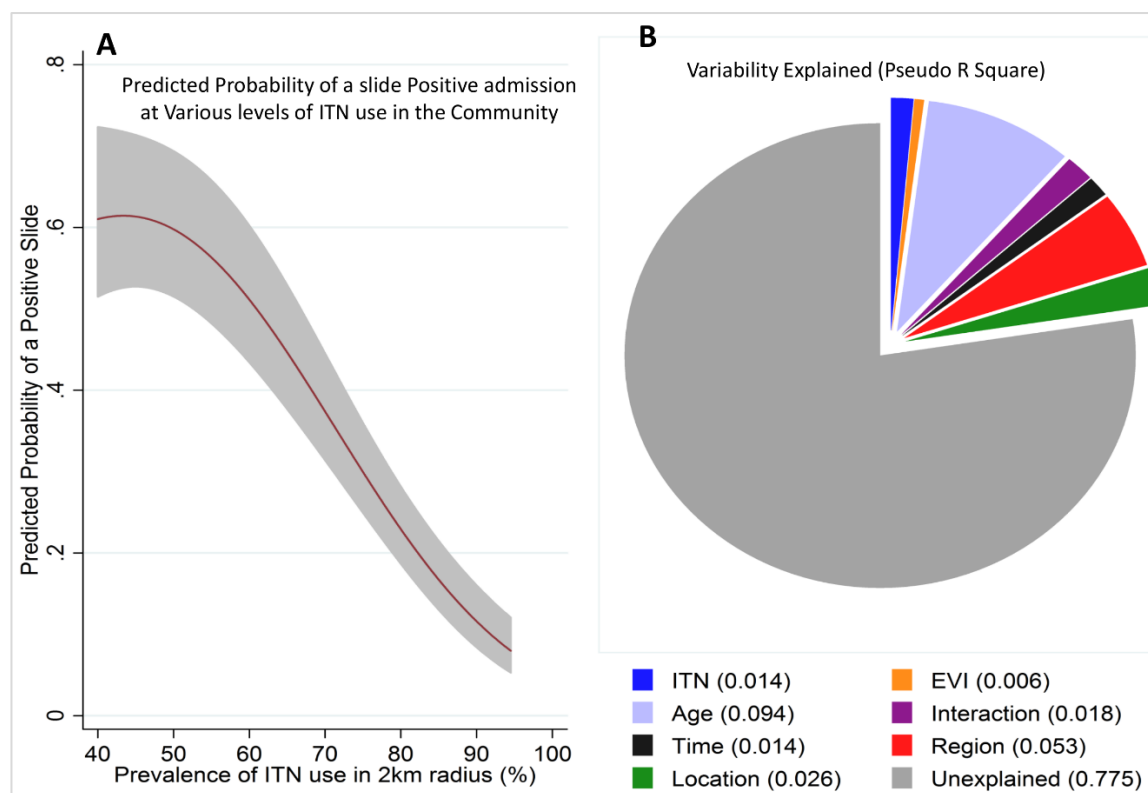 A
Predicted Probability of a slide Positive admission
at Various levels of ITN use in the Community
Predicted Probability of a Positive Slide
.8
.6
.4
.2
0
40 50 60 70 80 90 100
Prevalence of ITN use in 2km radius (%)
B
Variability Explained (Pseudo R Square)
ITN (0.014) EVI (0.006)
Age (0.094) Interaction (0.018)
Time (0.014) Region (0.053)
Location (0.026) Unexplained (0.775)